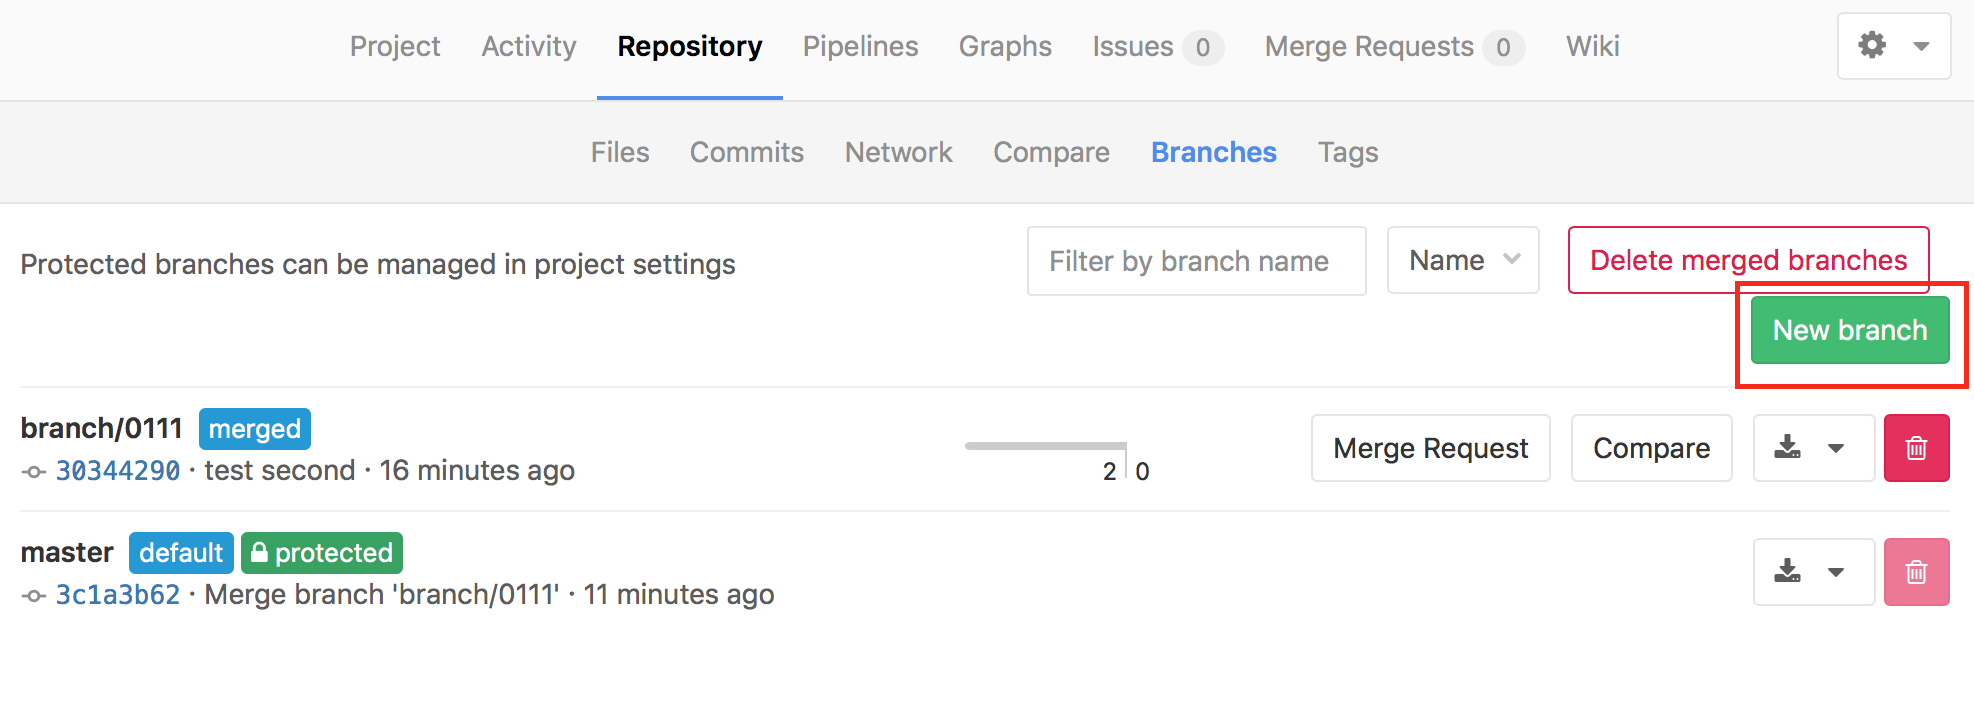 Project Activity Repository Pipelines Graphs Issues 0 Merge Requests 0 Wiki
Files Commits Network Compare Branches Tags
Protected branches can be managed in project settings Filter by branch name Name Delete merged branches
New branch
branch/0111 merged
30344290 · test second · 16 minutes ago
2 0 Merge Request Compare
master default protected
3c1a3b62 · Merge branch 'branch/0111' · 11 minutes ago